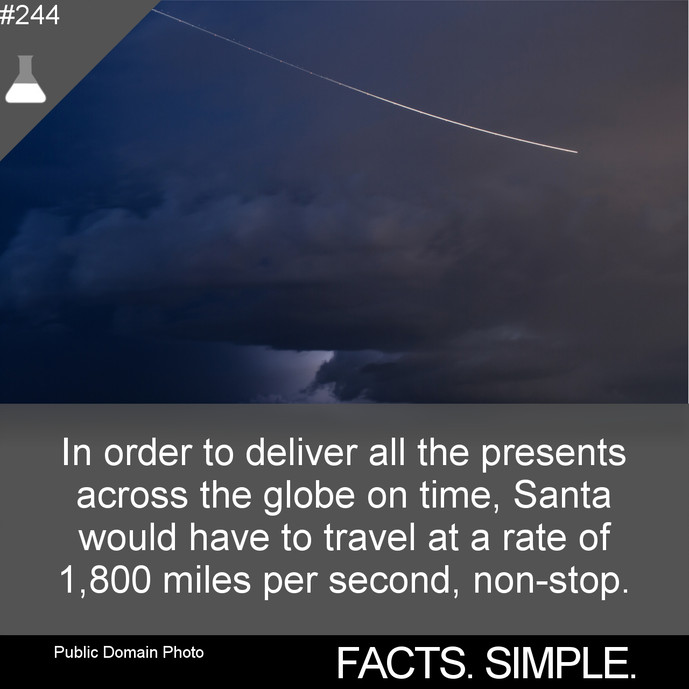 #244
In order to deliver all the presents
across the globe on time, Santa
would have to travel at a rate of
1,800 miles per second, non-stop.
Public Domain Photo
FACTS. SIMPLE.